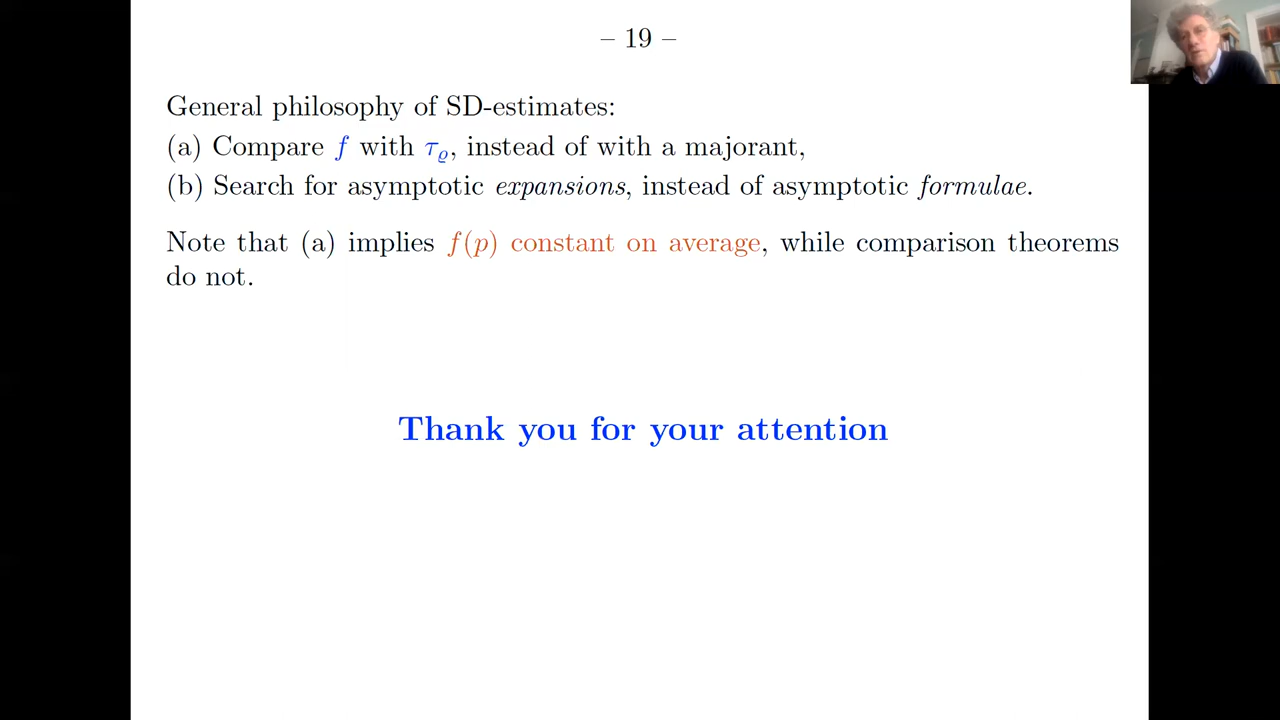 – 19 –
General philosophy of SD-estimates:
(a) Compare f with τ_ϱ, instead of with a majorant,
(b) Search for asymptotic expansions, instead of asymptotic formulae.
Note that (a) implies f(p) constant on average, while comparison theorems
do not.
Thank you for your attention